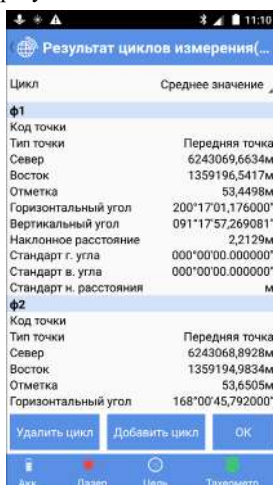 11:10
Результат циклов измерения(...
Цикл Среднее значение
ф1
Код точки
Тип точки Передняя точка
Север 6243069,6634м
Восток 1359196,5417м
Отметка 53,4498м
Горизонтальный угол 200°17'01,176000"
Вертикальный угол 091°17'57,269081"
Наклонное расстояние 2,2129м
Стандарт г. угла 000°00'00.000000"
Стандарт в. угла 000°00'00.000000"
Стандарт н. расстояния м
ф2
Код точки
Тип точки Передняя точка
Север 6243068,8928м
Восток 1359194,9834м
Отметка 53,6505м
Горизонтальный угол 168°00'45,792000"
Удалить цикл Добавить цикл OK
Акк. Лазер Цель Тахеометр